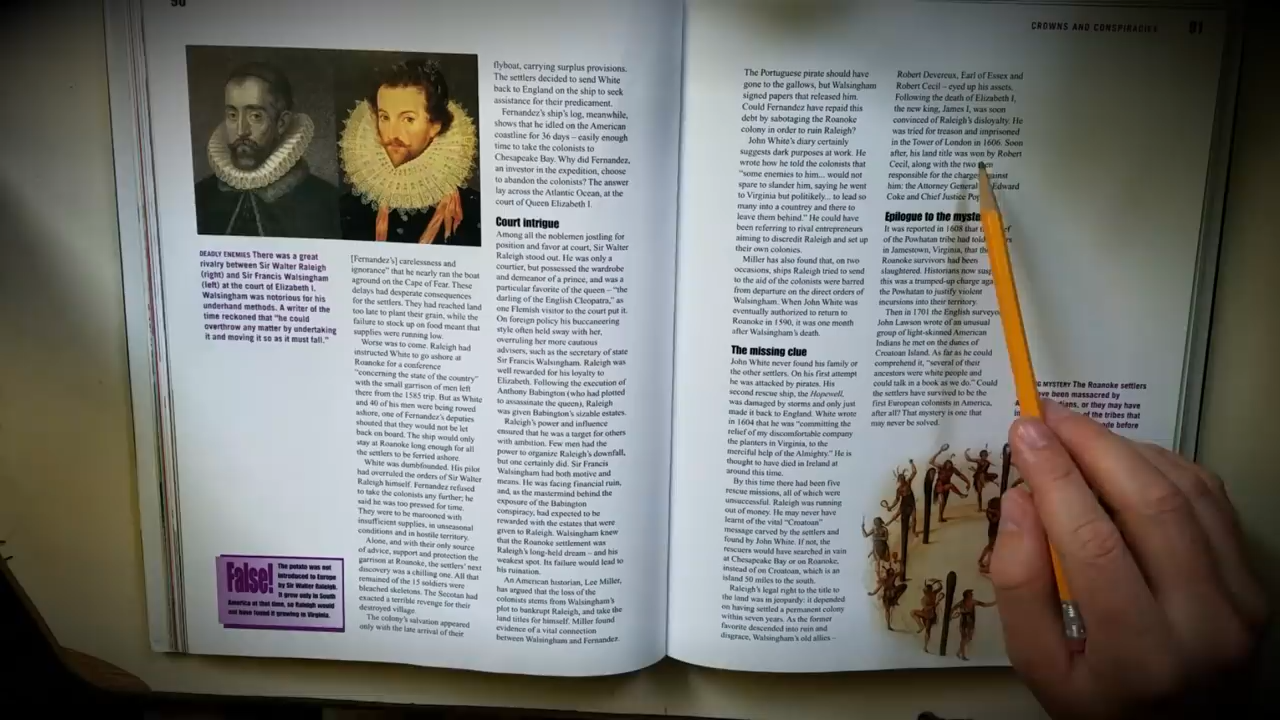 90
DEADLY ENEMIES There was a great
rivalry between Sir Walter Raleigh
(right) and Sir Francis Walsingham
(left) at the court of Elizabeth I.
Walsingham was notorious for his
underhand methods. A writer of the
time reckoned that "he could
overthrow any matter by undertaking
it and moving it so as it must fall."
False!
The potato was not
introduced to Europe
by Sir Walter Raleigh.
It grew only in South
America at that time, so Raleigh would
not have found it growing in Virginia.
[Fernandez's] carelessness and
ignorance" that he nearly ran the boat
aground on the Cape of Fear. These
delays had desperate consequences
for the settlers. They had reached land
too late to plant their grain, while the
failure to stock up on food meant that
supplies were running low.
Worse was to come. Raleigh had
instructed White to go ashore at
Roanoke for a conference
"concerning the state of the country"
with the small garrison of men left
there from the 1585 trip. But as White
and 40 of his men were being rowed
ashore, one of Fernandez's deputies
shouted that they would not be let
back on board. The ship would only
stay at Roanoke long enough for all
the settlers to be ferried ashore.
White was dumbfounded. His pilot
had overruled the orders of Sir Walter
Raleigh himself. Fernandez refused
to take the colonists any further; he
said he was too pressed for time.
They were to be marooned with
insufficient supplies, in unseasonal
conditions and in hostile territory.
Alone, and with their only source
of advice, support and protection the
garrison at Roanoke, the settlers' next
discovery was a chilling one. All that
remained of the 15 soldiers were
bleached skeletons. The Secotan had
exacted a terrible revenge for their
destroyed village.
The colony's salvation appeared
only with the late arrival of their
flyboat, carrying surplus provisions.
The settlers decided to send White
back to England on the ship to seek
assistance for their predicament.
Fernandez's ship's log, meanwhile,
shows that he idled on the American
coastline for 36 days – easily enough
time to take the colonists to
Chesapeake Bay. Why did Fernandez,
an investor in the expedition, choose
to abandon the colonists? The answer
lay across the Atlantic Ocean, at the
court of Queen Elizabeth I.
Court intrigue
Among all the noblemen jostling for
position and favor at court, Sir Walter
Raleigh stood out. He was only a
courtier, but possessed the wardrobe
and demeanor of a prince, and was a
particular favorite of the queen – "the
darling of the English Cleopatra," as
one Flemish visitor to the court put it.
On foreign policy his buccaneering
style often held sway with her,
overruling her more cautious
advisers, such as the secretary of state
Sir Francis Walsingham. Raleigh was
well rewarded for his loyalty to
Elizabeth. Following the execution of
Anthony Babington (who had plotted
to assassinate the queen), Raleigh
was given Babington's sizable estates.
Raleigh's power and influence
ensured that he was a target for others
with ambition. Few men had the
power to organize Raleigh's downfall,
but one certainly did. Sir Francis
Walsingham had both motive and
means. He was facing financial ruin,
and, as the mastermind behind the
exposure of the Babington
conspiracy, had expected to be
rewarded with the estates that were
given to Raleigh. Walsingham knew
that the Roanoke settlement was
Raleigh's long-held dream – and his
weakest spot. Its failure would lead to
his ruination.
An American historian, Lee Miller,
has argued that the loss of the
colonists stems from Walsingham's
plot to bankrupt Raleigh, and take the
land titles for himself. Miller found
evidence of a vital connection
between Walsingham and Fernandez.
CROWNS AND CONSPIRACIES 91
The Portuguese pirate should have
gone to the gallows, but Walsingham
signed papers that released him.
Could Fernandez have repaid this
debt by sabotaging the Roanoke
colony in order to ruin Raleigh?
John White's diary certainly
suggests dark purposes at work. He
wrote how he told the colonists that
"some enemies to him... would not
spare to slander him, saying he went
to Virginia but politikely... to lead so
many into a countrey and there to
leave them behind." He could have
been referring to rival entrepreneurs
aiming to discredit Raleigh and set up
their own colonies.
Miller has also found that, on two
occasions, ships Raleigh tried to send
to the aid of the colonists were barred
from departure on the direct orders of
Walsingham. When John White was
eventually authorized to return to
Roanoke in 1590, it was one month
after Walsingham's death.
The missing clue
John White never found his family or
the other settlers. On his first attempt
he was attacked by pirates. His
second rescue ship, the Hopewell,
was damaged by storms and only just
made it back to England. White wrote
in 1604 that he was "committing the
relief of my discomfortable company
the planters in Virginia, to the
merciful help of the Almighty." He is
thought to have died in Ireland at
around this time.
By this time there had been five
rescue missions, all of which were
unsuccessful. Raleigh was running
out of money. He may never have
learnt of the vital "Croatoan"
message carved by the settlers and
found by John White. If not, the
rescuers would have searched in vain
at Chesapeake Bay or on Roanoke,
instead of on Croatoan, which is an
island 50 miles to the south.
Raleigh's legal right to the title to
the land was in jeopardy: it depended
on having settled a permanent colony
within seven years. As the former
favorite descended into ruin and
disgrace, Walsingham's old allies –
Robert Devereux, Earl of Essex and
Robert Cecil – eyed up his assets.
Following the death of Elizabeth I,
the new king, James I, was soon
convinced of Raleigh's disloyalty. He
was tried for treason and imprisoned
in the Tower of London in 1606. Soon
after, his land title was won by Robert
Cecil, along with the two
responsible for the charge
him: the Attorney General Edward
Coke and Chief Justice
Epilogue to the
It was reported in 1608 that
of the Powhatan tribe had told
in Jamestown, Virginia, that the
Roanoke survivors had been
slaughtered. Historians now
this was a trumped-up charge
the Powhatan to justify violent
incursions into their territory.
Then in 1701 the English
John Lawson wrote of an unusual
group of light-skinned American
Indians he met on the dunes of
Croatoan Island. As far as he could
comprehend it, "several of their
ancestors were white people and
could talk in a book as we do." Could
the settlers have survived to be the
first European colonists in America,
after all? That mystery is one that
may never be solved.
MYSTERY The Roanoke settlers
been massacred by
or they may have
of the tribes that
before